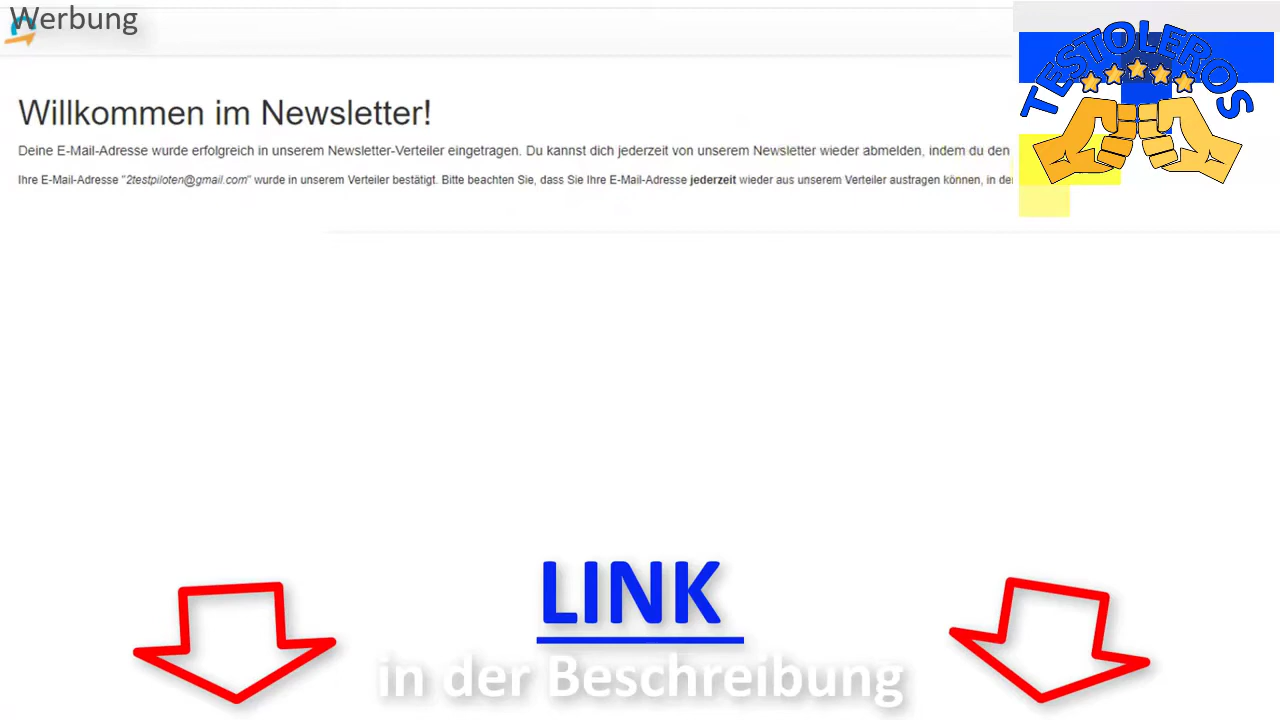 Werbung
TESTOLEROS
Willkommen im Newsletter!
Deine E-Mail-Adresse wurde erfolgreich in unserem Newsletter-Verteiler eingetragen. Du kannst dich jederzeit von unserem Newsletter wieder abmelden, indem du den
Ihre E-Mail-Adresse "2testpiloten@gmail.com" wurde in unserem Verteiler bestätigt. Bitte beachten Sie, dass Sie Ihre E-Mail-Adresse jederzeit wieder aus unserem Verteiler austragen können, in
LINK
in der Beschreibung